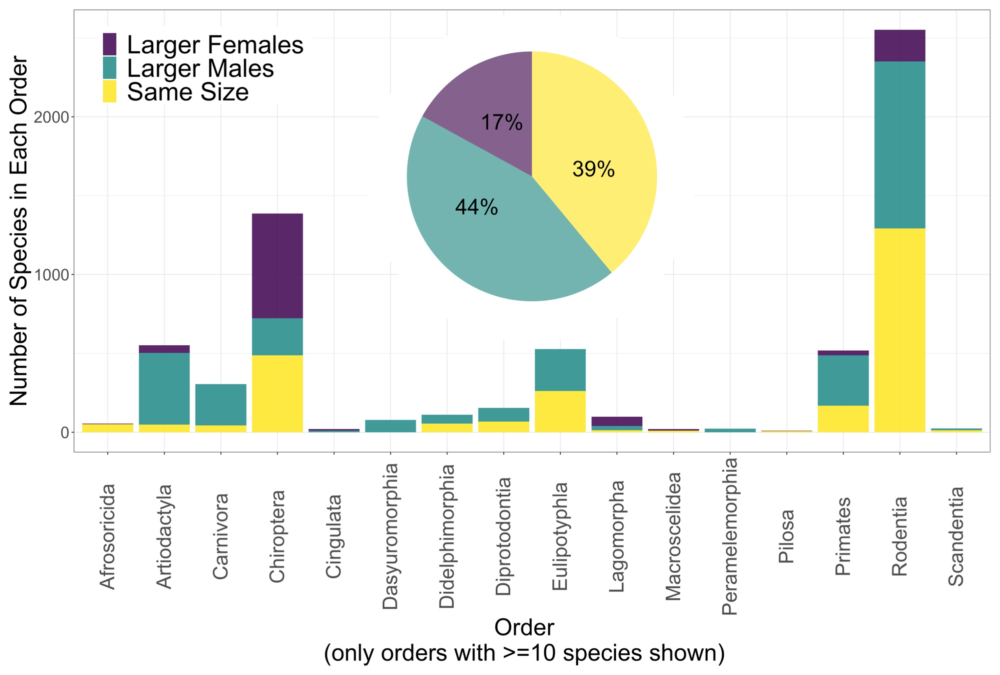 Larger Females
Larger Males
Same Size
Number of Species in Each Order
2000
1000
0
17%
39%
44%
Afrosoricida
Artiodactyla
Carnivora
Chiroptera
Cingulata
Dasyuromorphia
Didelphimorphia
Diprotodontia
Eulipotyphla
Lagomorpha
Macroscelidea
Peramelemorphia
Pilosa
Primates
Rodentia
Scandentia
Order
(only orders with >=10 species shown)